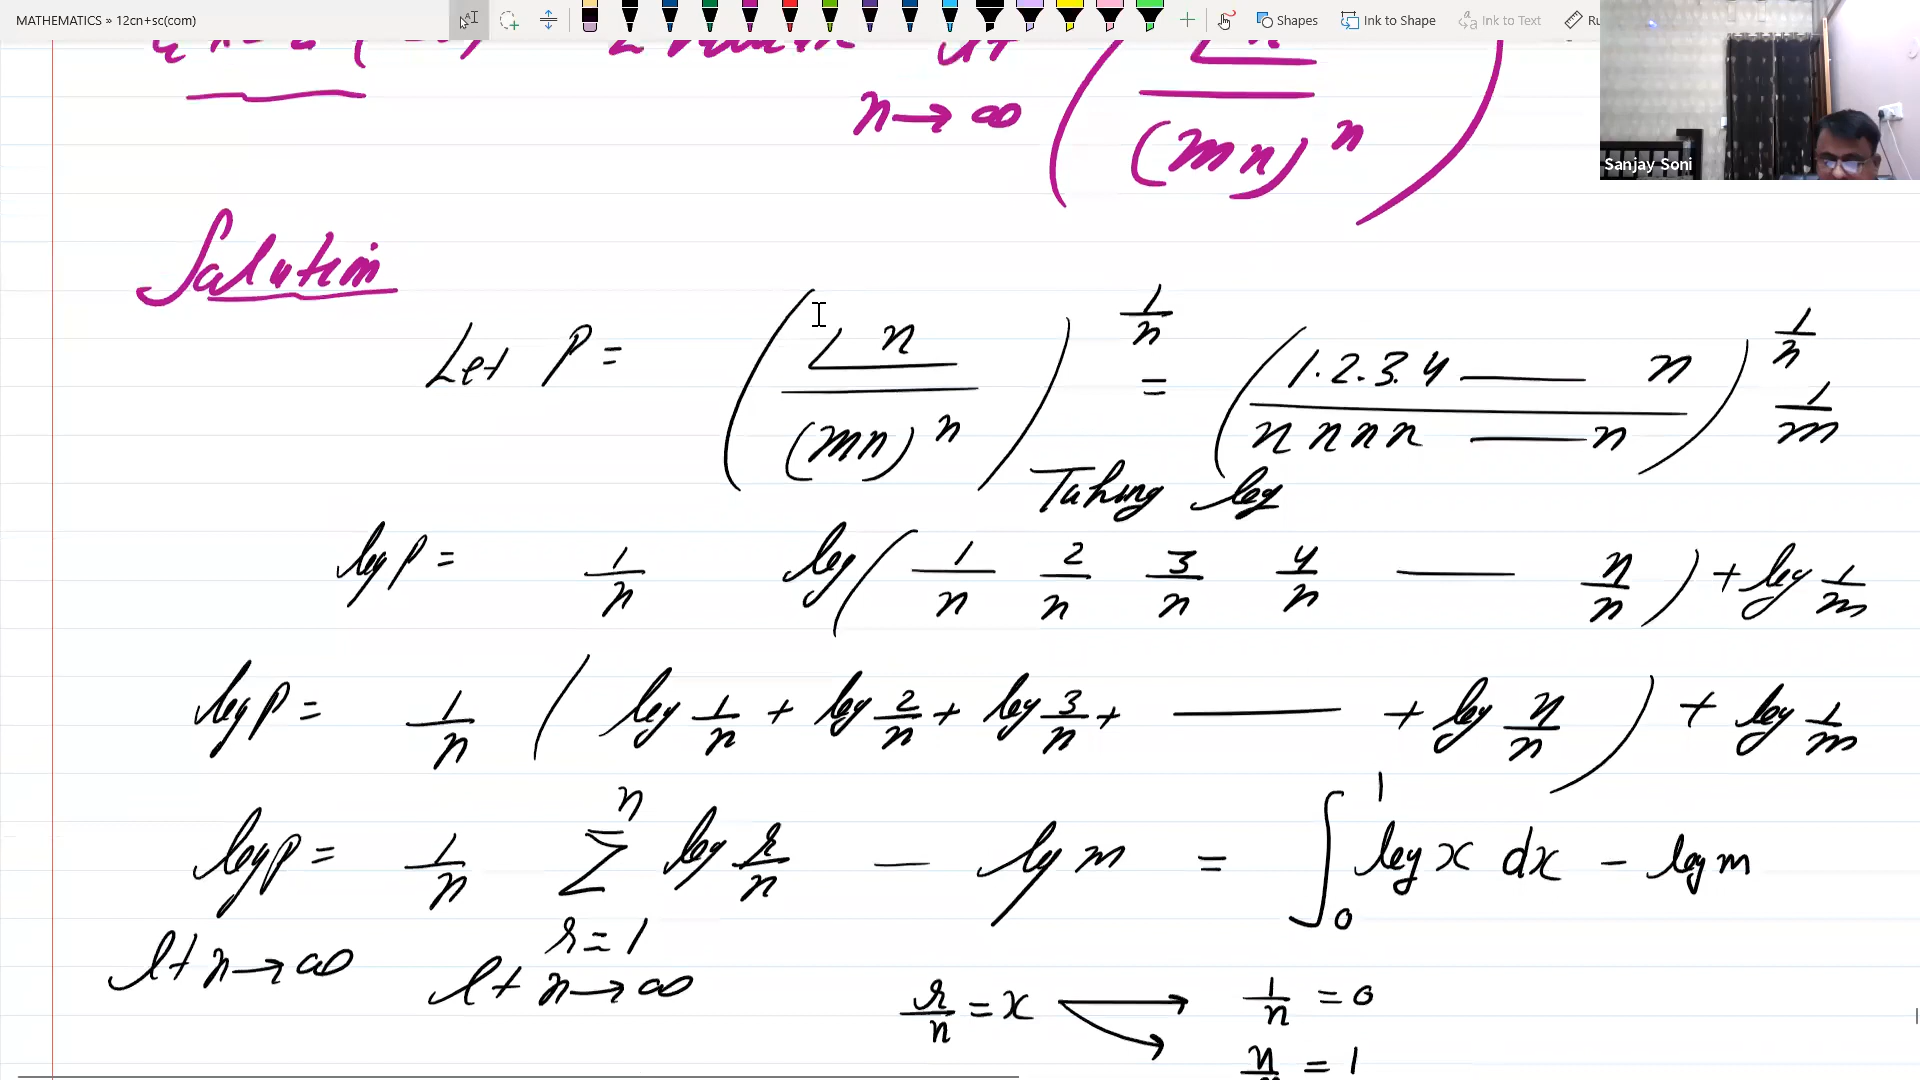 MATHEMATICS » 12cn+sc(com) Shapes Ink to Shape Ink to Text Ru
n→∞ (mn)^n
Sanjay Soni
Solution
Let P = (∟n / (mn)^n)^(1/n) = (1·2·3·4 —— n / n n n n —— n)^(1/n) 1/m
Taking log
log P = 1/n log(1/n 2/n 3/n 4/n —— n/n) + log 1/m
log P = 1/n (log 1/n + log 2/n + log 3/n + —— + log n/n) + log 1/m
log P = 1/n Σ_{r=1}^{n} log r/n — log m = ∫_0^1 log x dx – log m
lt n→∞ lt n→∞
r/n = x → 1/n = 0
n/n = 1